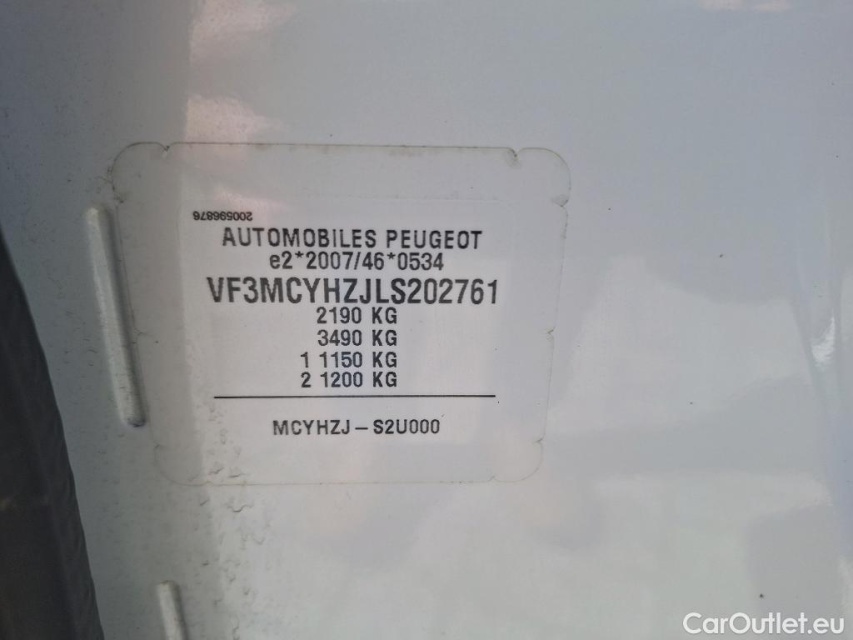 200596876
AUTOMOBILES PEUGEOT
e2*2007/46*0534
VF3MCYHZJLS202761
2190 KG
3490 KG
1 1150 KG
2 1200 KG
MCYHZJ – S2U000
CarOutlet.eu